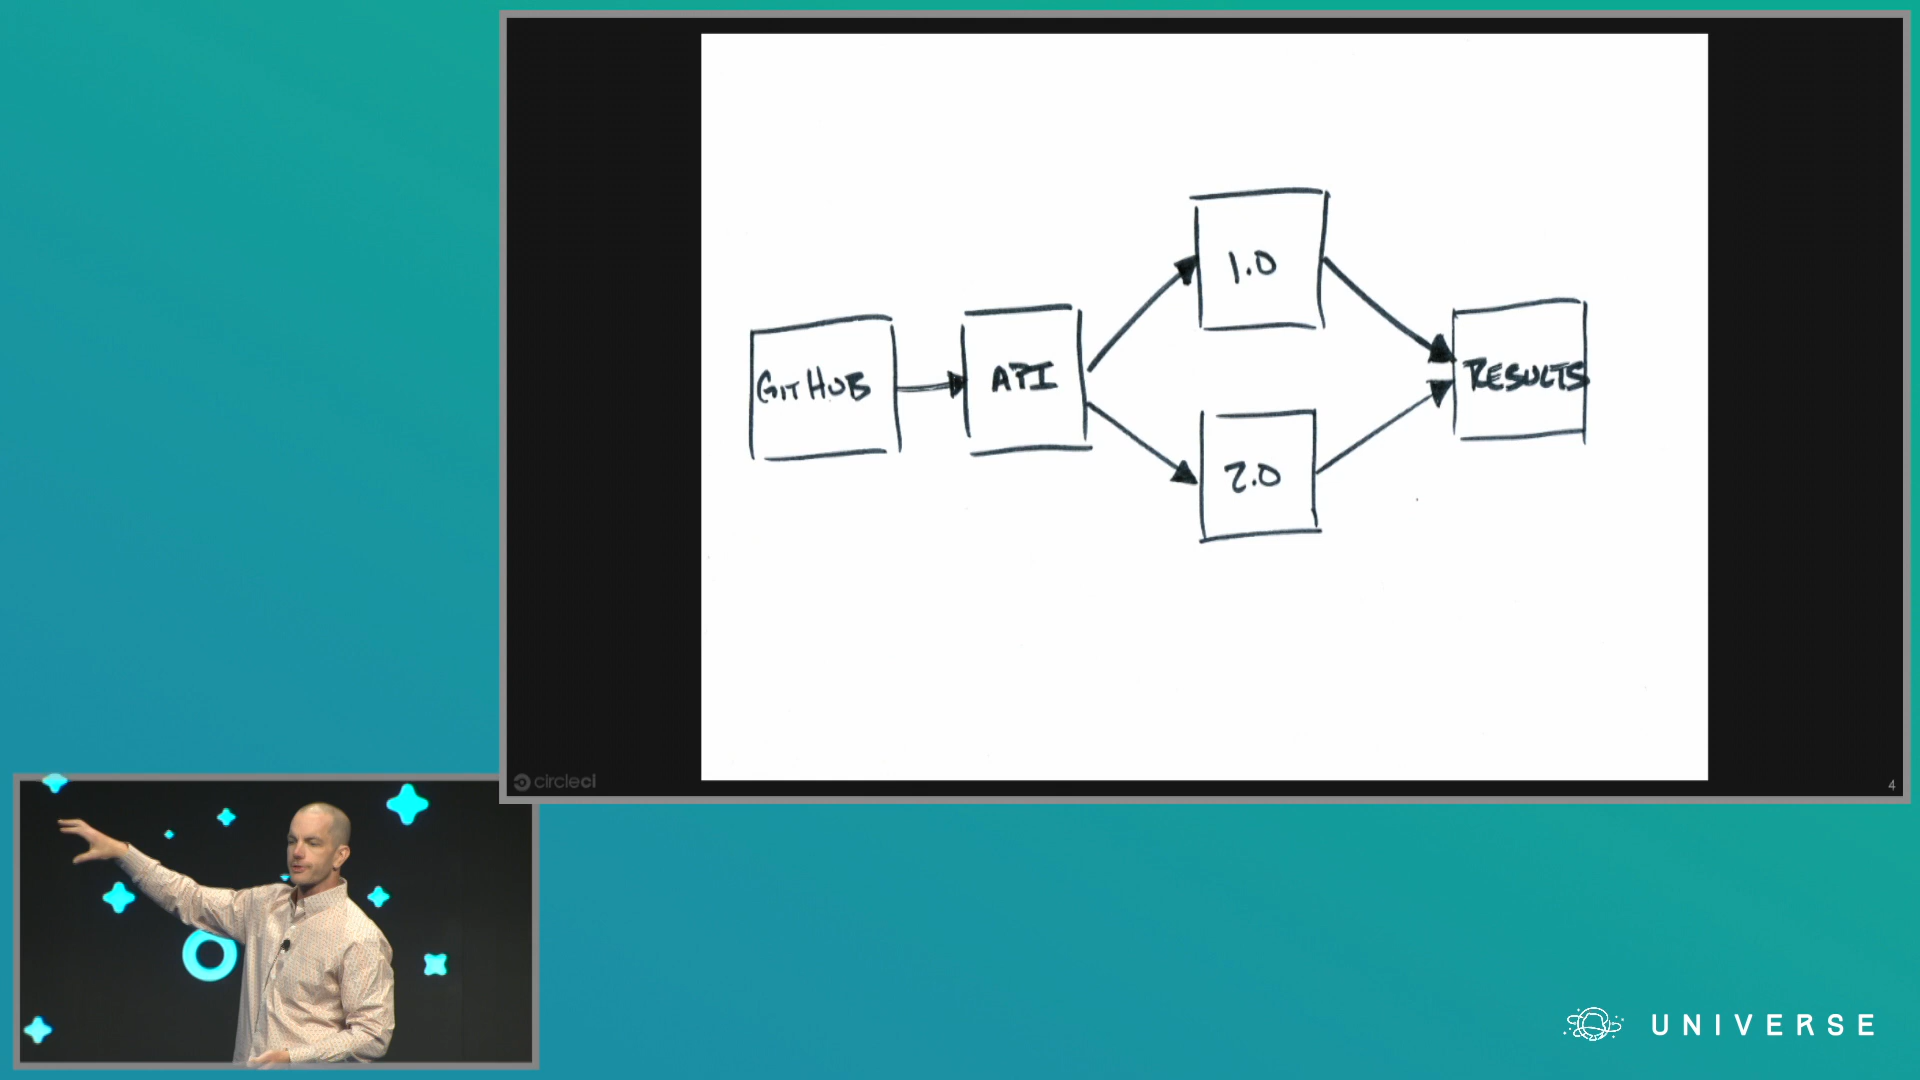 1.0
GITHUB
API
RESULTS
2.0
circleci
4
UNIVERSE